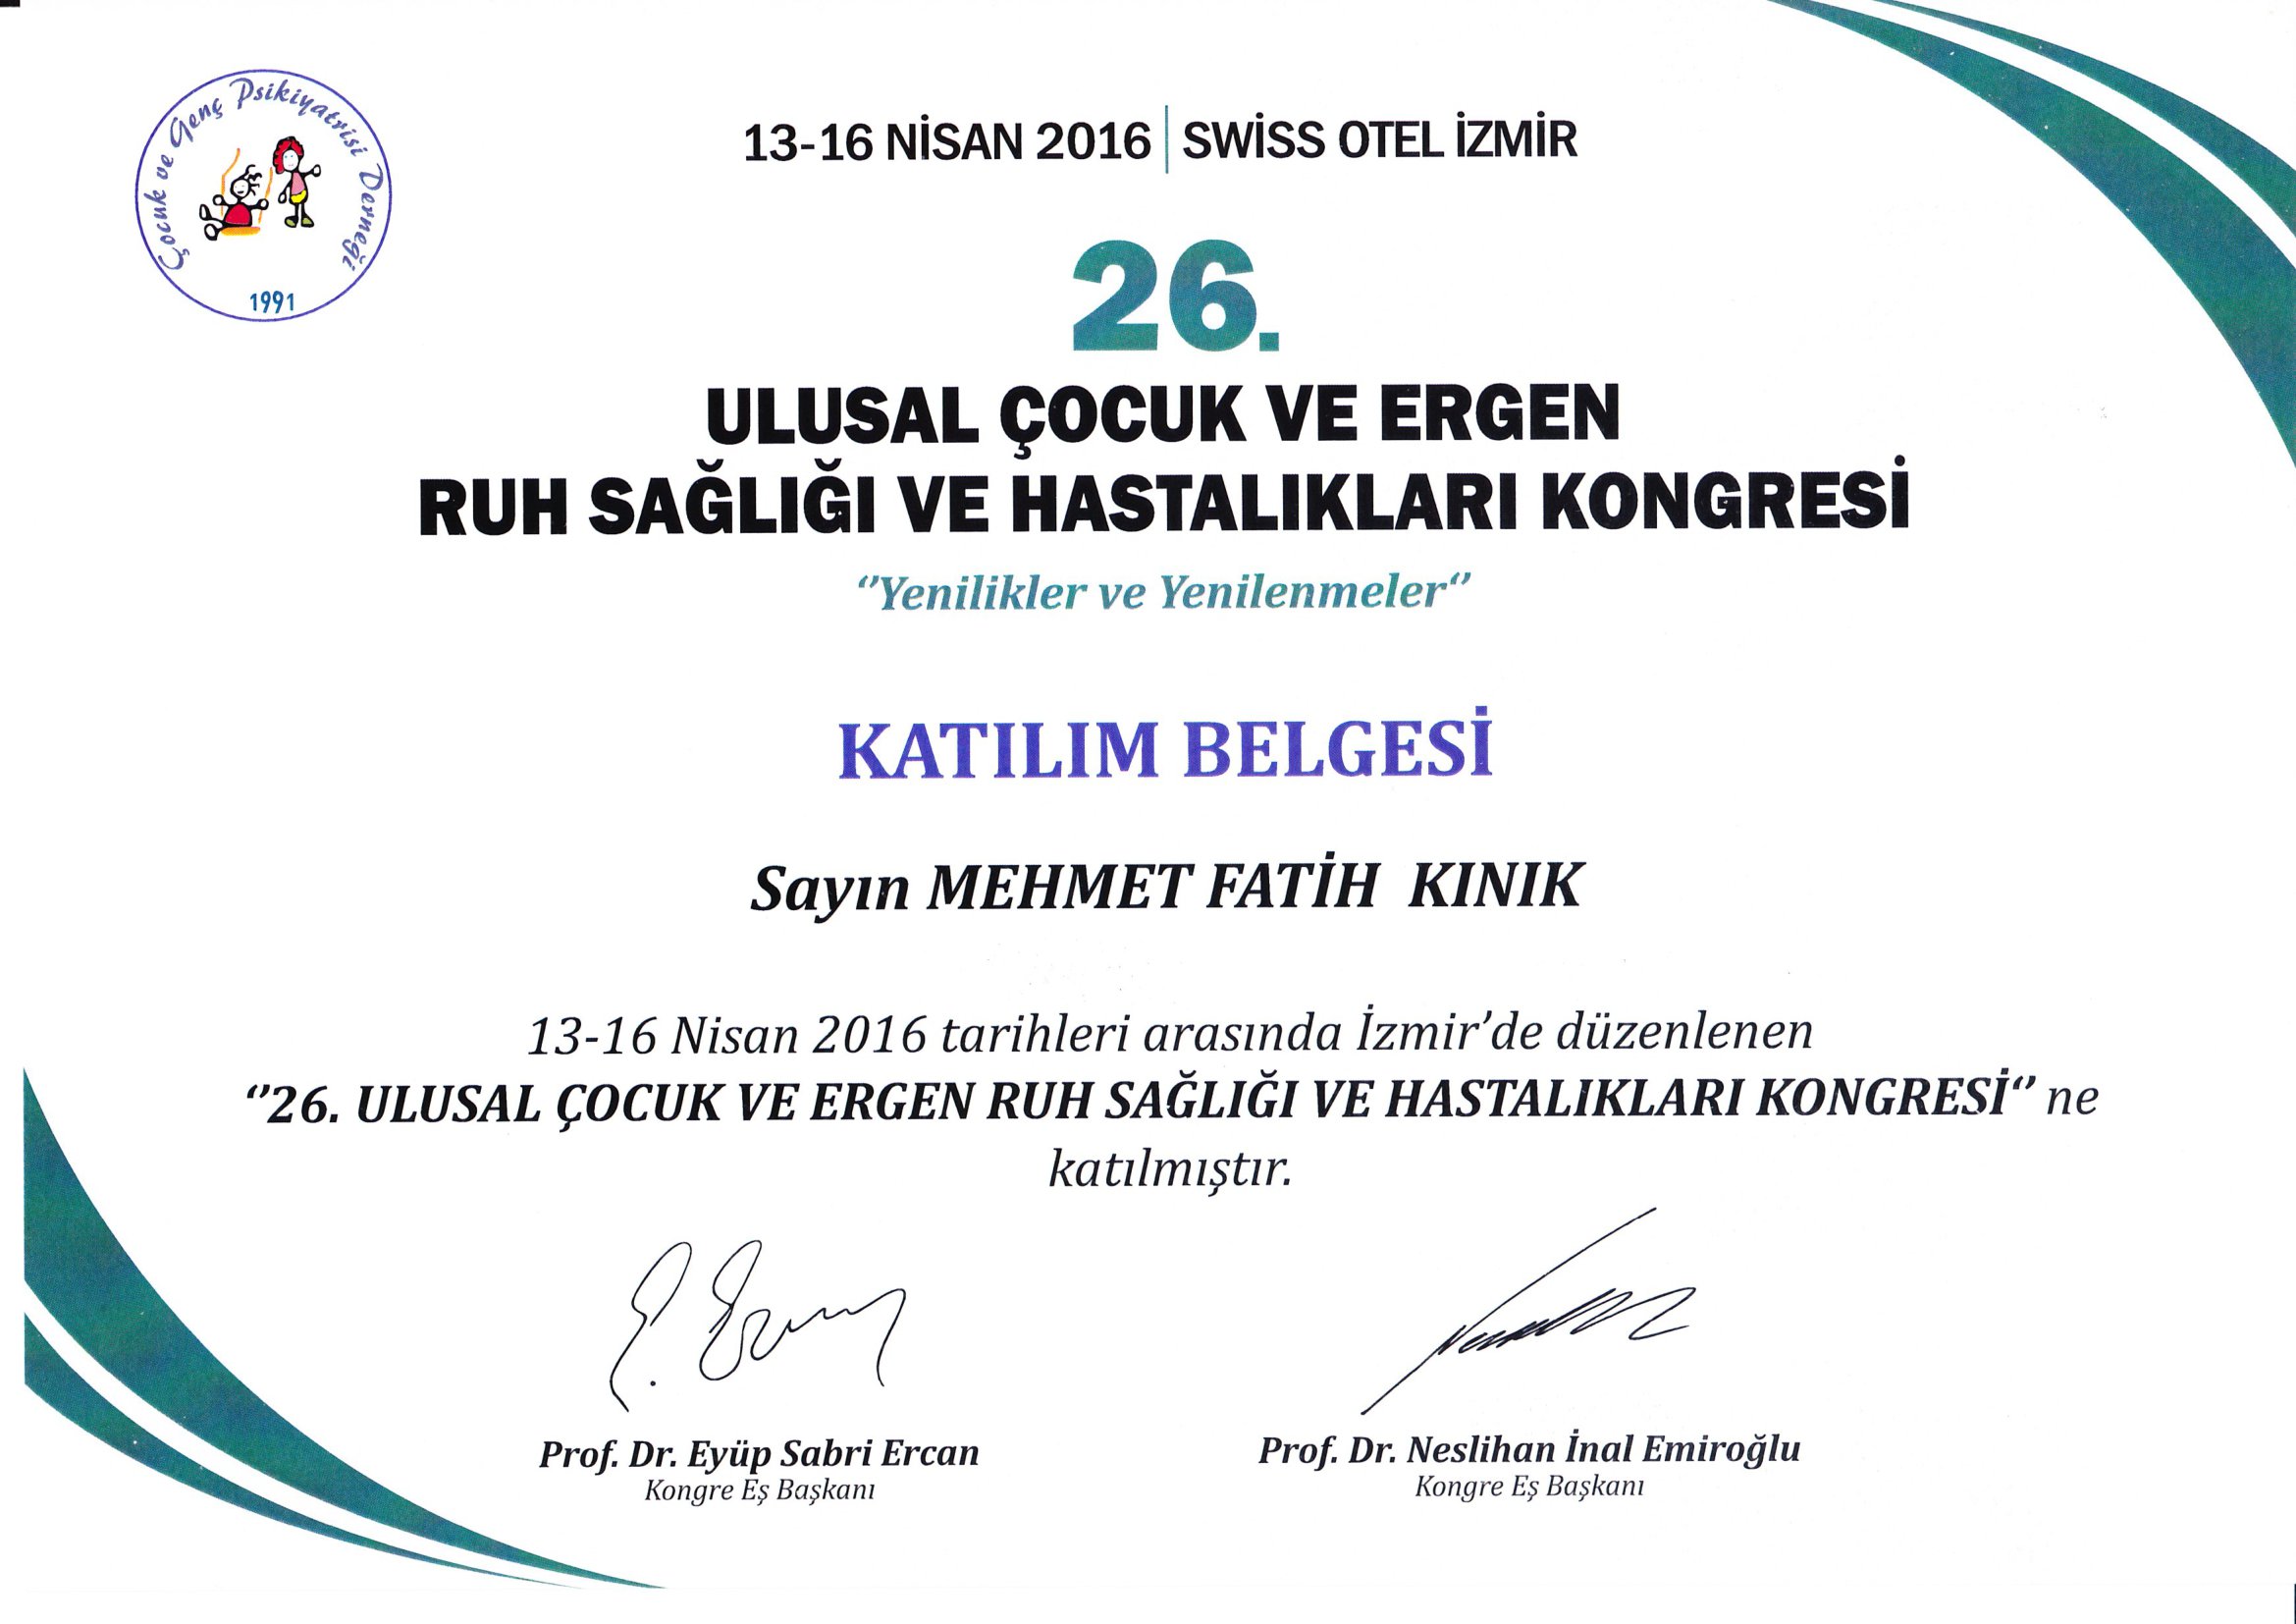 Çocuk ve Genç Psikiyatrisi Derneği
1991
13-16 NİSAN 2016 | SWİSS OTEL İZMİR
26.
ULUSAL ÇOCUK VE ERGEN
RUH SAĞLIĞI VE HASTALIKLARI KONGRESİ
‘’Yenilikler ve Yenilenmeler‘’
KATILIM BELGESİ
Sayın MEHMET FATİH KINIK
13-16 Nisan 2016 tarihleri arasında İzmir’de düzenlenen
‘’26. ULUSAL ÇOCUK VE ERGEN RUH SAĞLIĞI VE HASTALIKLARI KONGRESİ‘’ ne
katılmıştır.
Prof. Dr. Eyüp Sabri Ercan
Kongre Eş Başkanı
Prof. Dr. Neslihan İnal Emiroğlu
Kongre Eş Başkanı